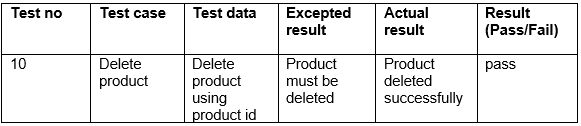 Test no Test case Test data Excepted Actual Result
result result (Pass/Fail)
10 Delete Delete Product Product pass
product product must be deleted
using deleted successfully
product id